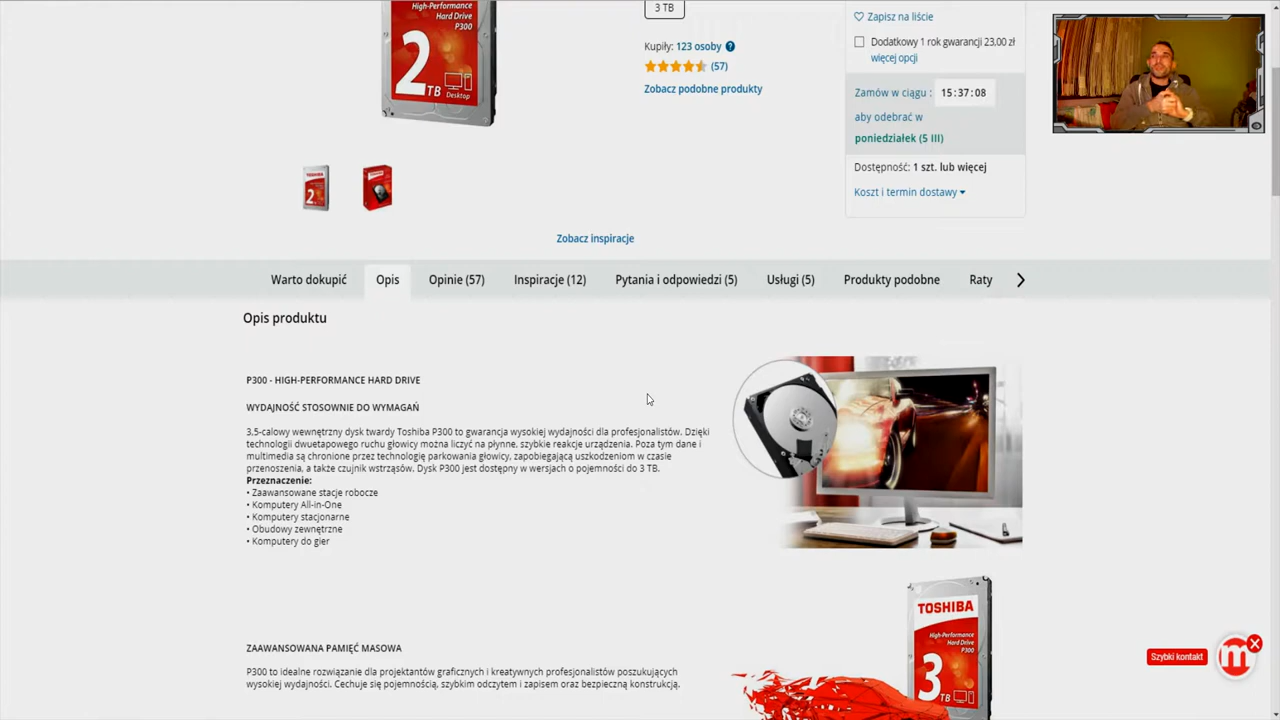 High-Performance
Hard Drive
P300
2
TB
Desktop
3 TB
Kupiły: 123 osoby ?
(57)
Zobacz podobne produkty
Zapisz na liście
Dodatkowy 1 rok gwarancji 23,00 zł
więcej opcji
Zamów w ciągu : 15:37:08
aby odebrać w
poniedziałek (5 III)
Dostępność: 1 szt. lub więcej
Koszt i termin dostawy
TOSHIBA
2
Zobacz inspiracje
Warto dokupić Opis Opinie (57) Inspiracje (12) Pytania i odpowiedzi (5) Usługi (5) Produkty podobne Raty
Opis produktu
P300 - HIGH-PERFORMANCE HARD DRIVE
WYDAJNOŚĆ STOSOWNIE DO WYMAGAŃ
3,5-calowy wewnętrzny dysk twardy Toshiba P300 to gwarancja wysokiej wydajności dla profesjonalistów. Dzięki
technologii dwuetapowego ruchu głowicy można liczyć na płynne, szybkie reakcje urządzenia. Poza tym dane i
multimedia są chronione przez technologię parkowania głowicy, zapobiegającą uszkodzeniom w czasie
przenoszenia, a także czujnik wstrząsów. Dysk P300 jest dostępny w wersjach o pojemności do 3 TB.
Przeznaczenie:
• Zaawansowane stacje robocze
• Komputery All-in-One
• Komputery stacjonarne
• Obudowy zewnętrzne
• Komputery do gier
ZAAWANSOWANA PAMIĘĆ MASOWA
P300 to idealne rozwiązanie dla projektantów graficznych i kreatywnych profesjonalistów poszukujących
wysokiej wydajności. Cechuje się pojemnością, szybkim odczytem i zapisem oraz bezpieczną konstrukcją.
TOSHIBA
High-Performance
Hard Drive
P300
3
TB
Szybki kontakt
m